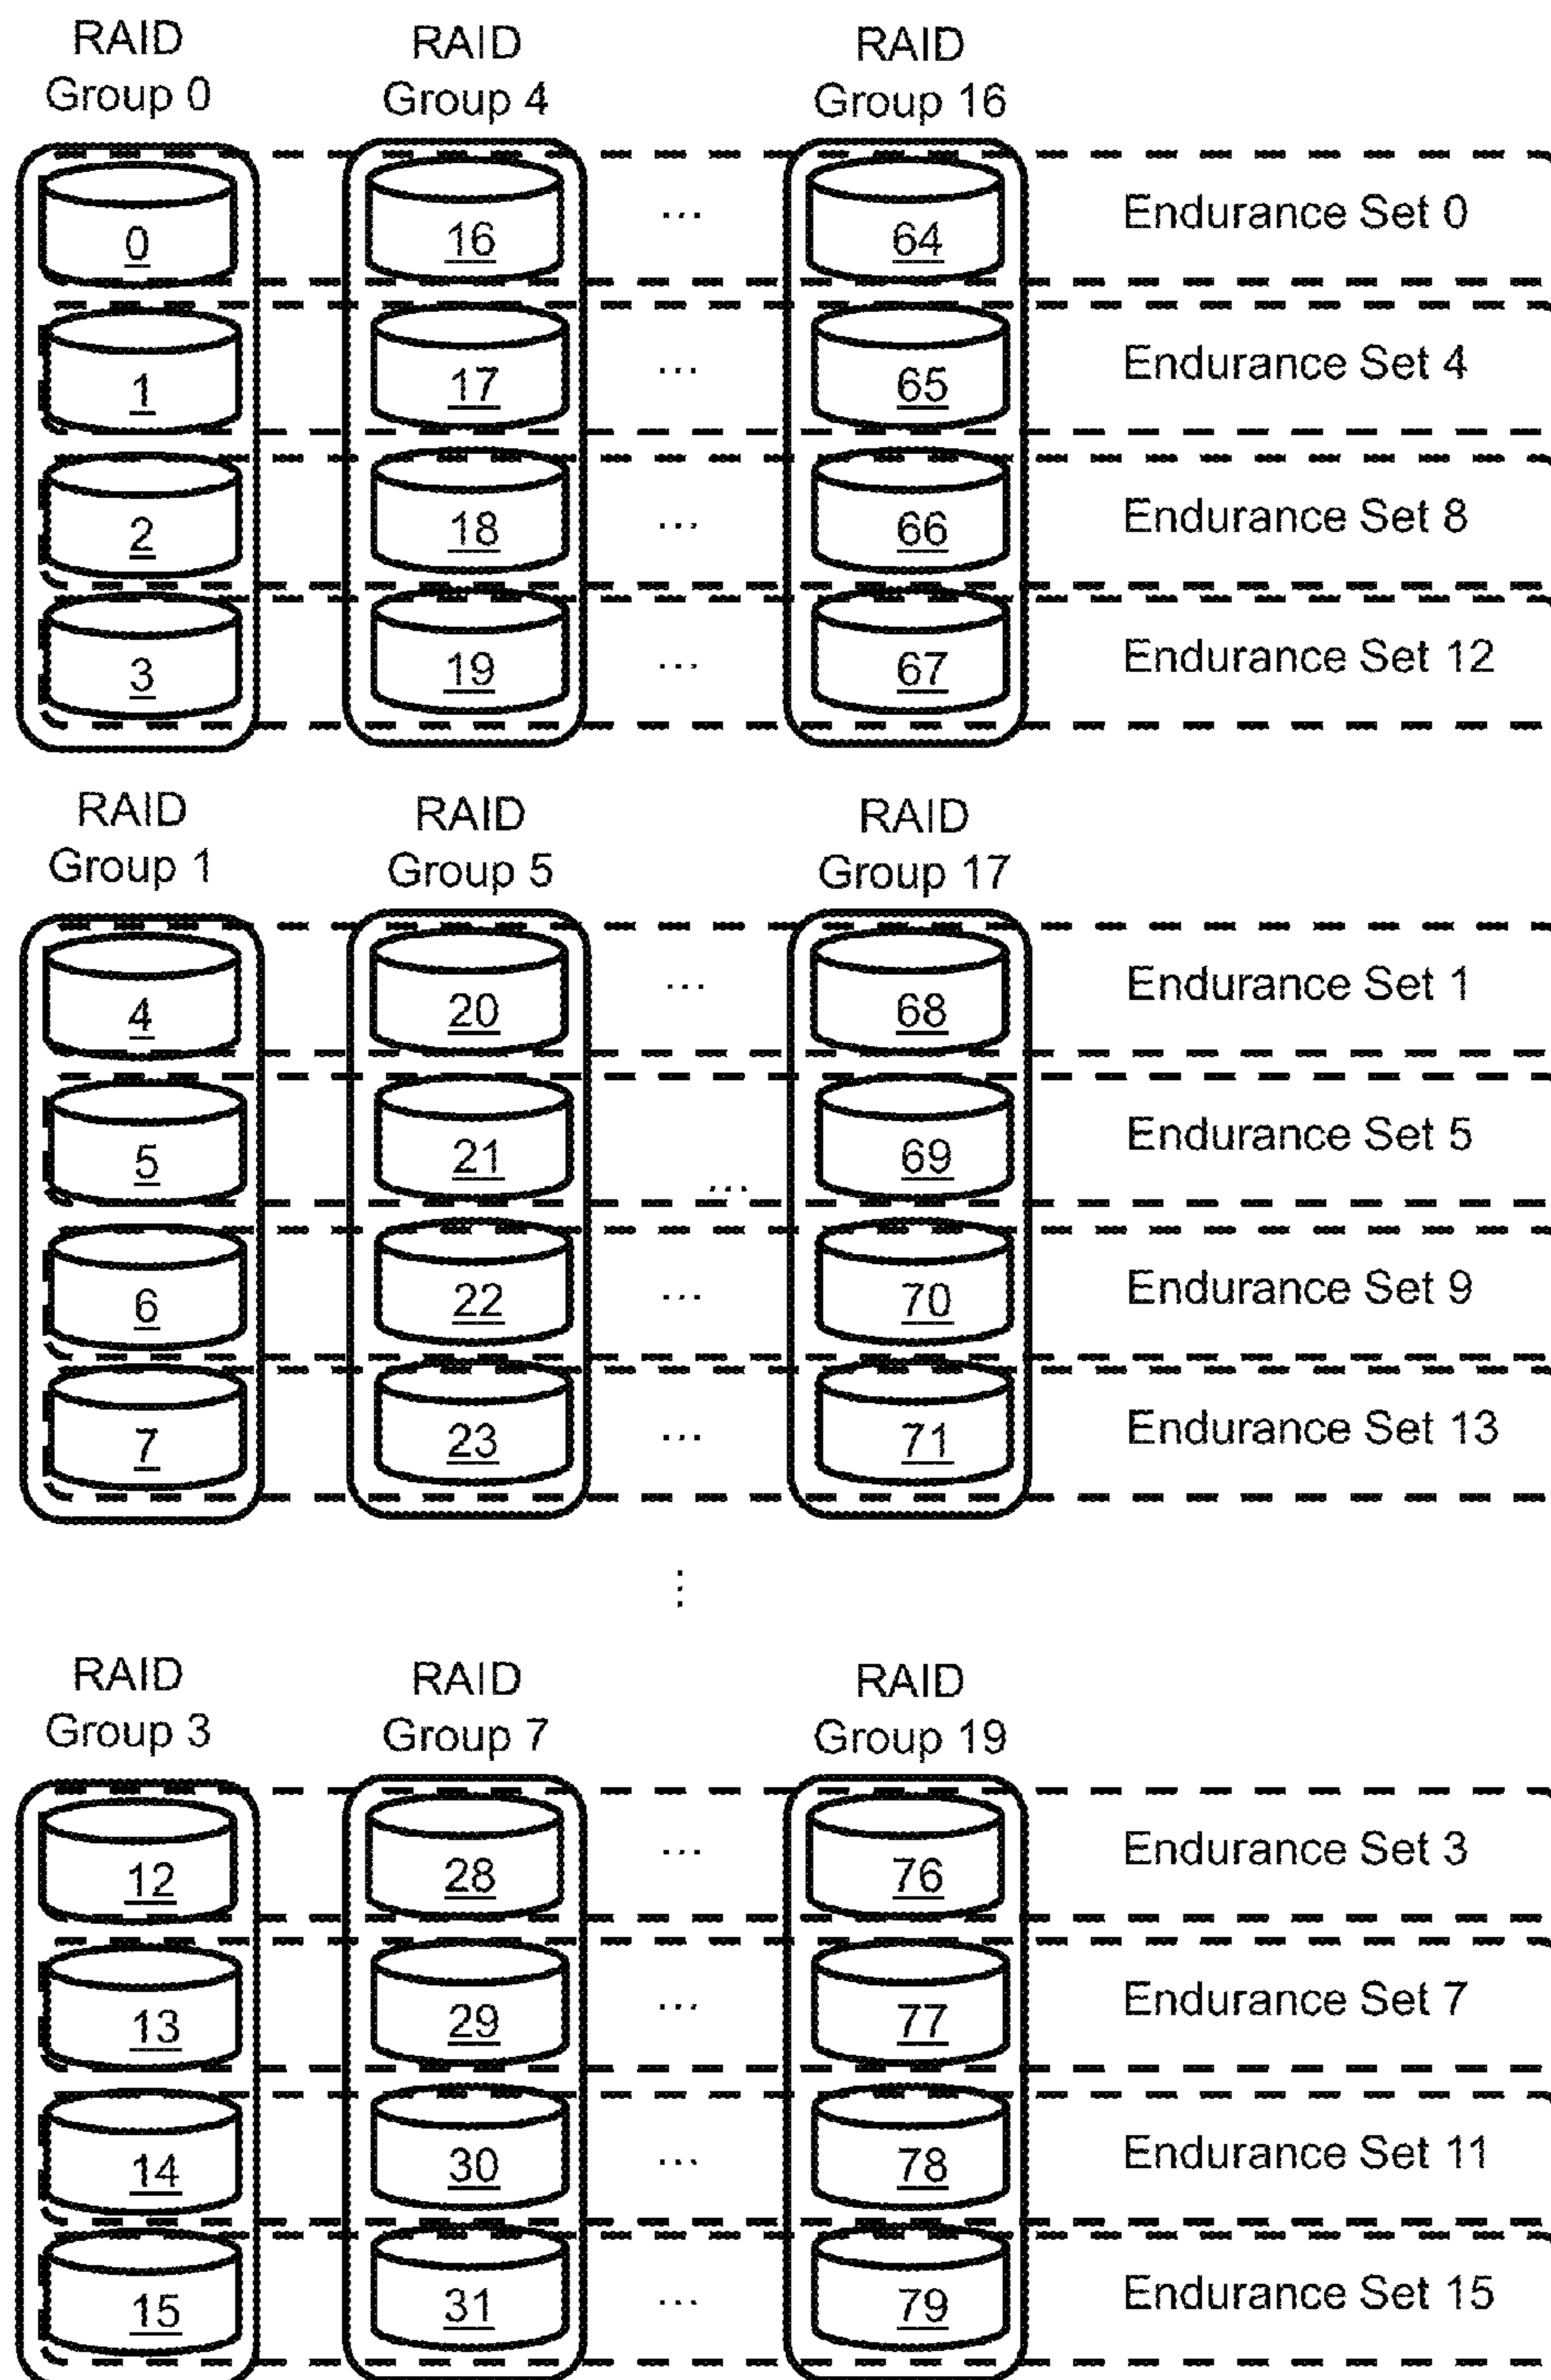 RAID RAID RAID
Group 0 Group 4 Group 16
0 16 ... 64 Endurance Set 0
1 17 ... 65 Endurance Set 4
2 18 ... 66 Endurance Set 8
3 19 ... 67 Endurance Set 12
RAID RAID RAID
Group 1 Group 5 Group 17
4 20 ... 68 Endurance Set 1
5 21 ... 69 Endurance Set 5
6 22 ... 70 Endurance Set 9
7 23 ... 71 Endurance Set 13
⋮
RAID RAID RAID
Group 3 Group 7 Group 19
12 28 ... 76 Endurance Set 3
13 29 ... 77 Endurance Set 7
14 30 ... 78 Endurance Set 11
15 31 ... 79 Endurance Set 15